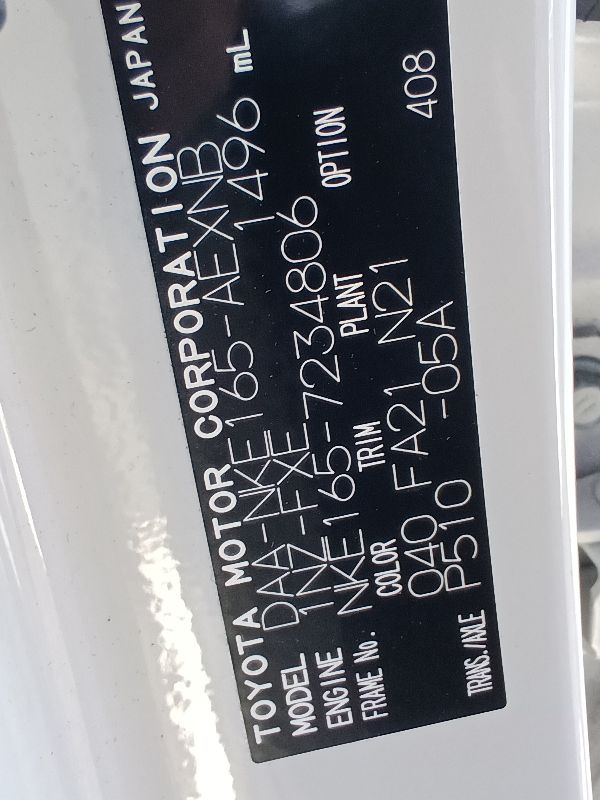 TOYOTA MOTOR CORPORATION JAPAN
MODEL DAA-NKE165-AEXNB
ENGINE 1NZ-FXE 1496 mL
FRAME No. NKE165-7234806
COLOR TRIM PLANT OPTION
040 FA21 N21 408
TRANS./AXLE P510 -05A